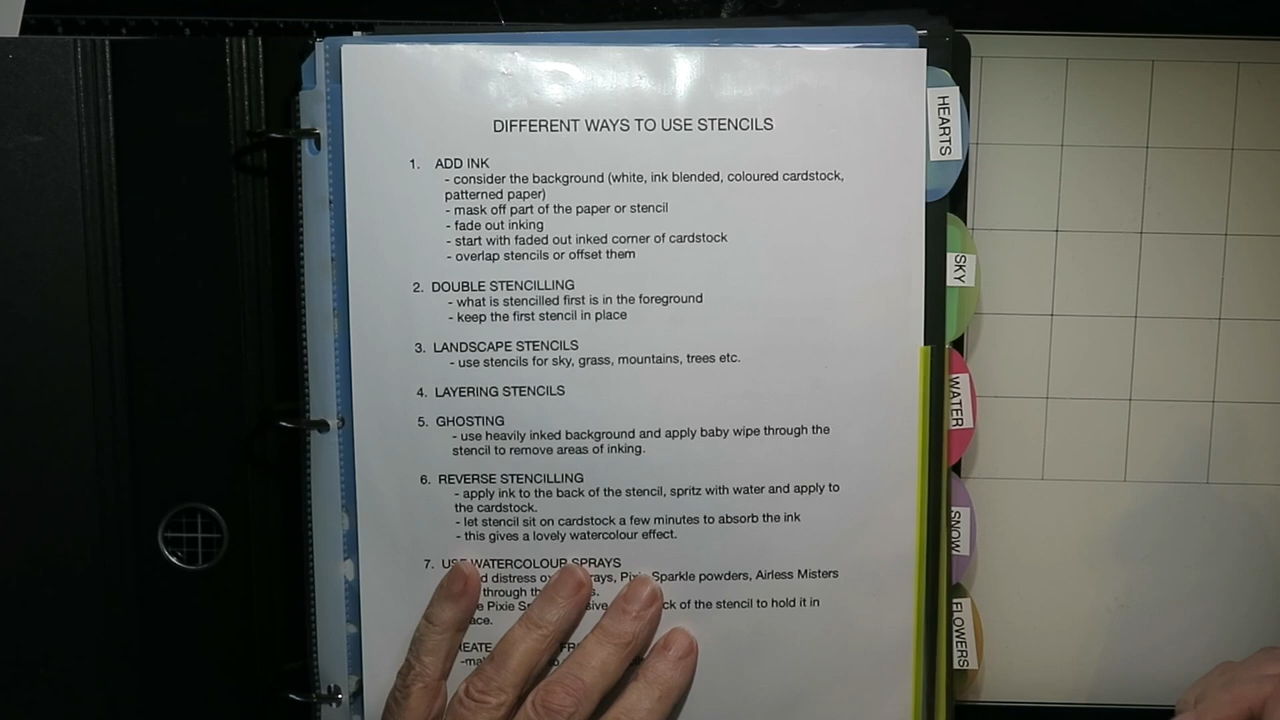 DIFFERENT WAYS TO USE STENCILS
1. ADD INK
- consider the background (white, ink blended, coloured cardstock,
patterned paper)
- mask off part of the paper or stencil
- fade out inking
- start with faded out inked corner of cardstock
- overlap stencils or offset them
2. DOUBLE STENCILLING
- what is stencilled first is in the foreground
- keep the first stencil in place
3. LANDSCAPE STENCILS
- use stencils for sky, grass, mountains, trees etc.
4. LAYERING STENCILS
5. GHOSTING
- use heavily inked background and apply baby wipe through the
stencil to remove areas of inking.
6. REVERSE STENCILLING
- apply ink to the back of the stencil, spritz with water and apply to
the cardstock.
- let stencil sit on cardstock a few minutes to absorb the ink
- this gives a lovely watercolour effect.
7. USE WATERCOLOUR SPRAYS
distress Sparkle powders, Airless Misters
through
Pixie of the stencil to hold it in
HEARTS
SKY
WATER
SNOW
FLOWERS